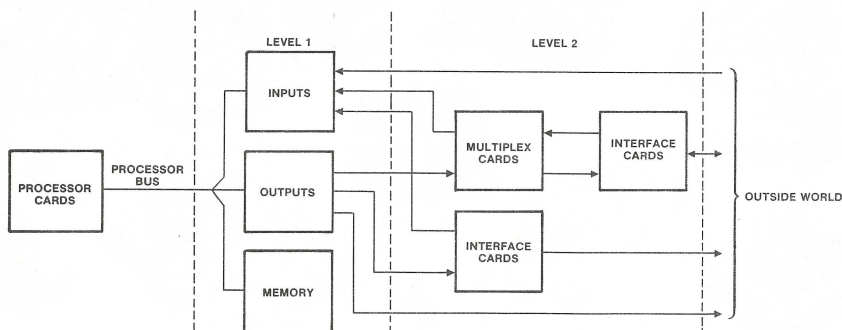 LEVEL 1
LEVEL 2
INPUTS
MULTIPLEX
CARDS
INTERFACE
CARDS
PROCESSOR
BUS
PROCESSOR
CARDS
OUTPUTS
OUTSIDE WORLD
INTERFACE
CARDS
MEMORY